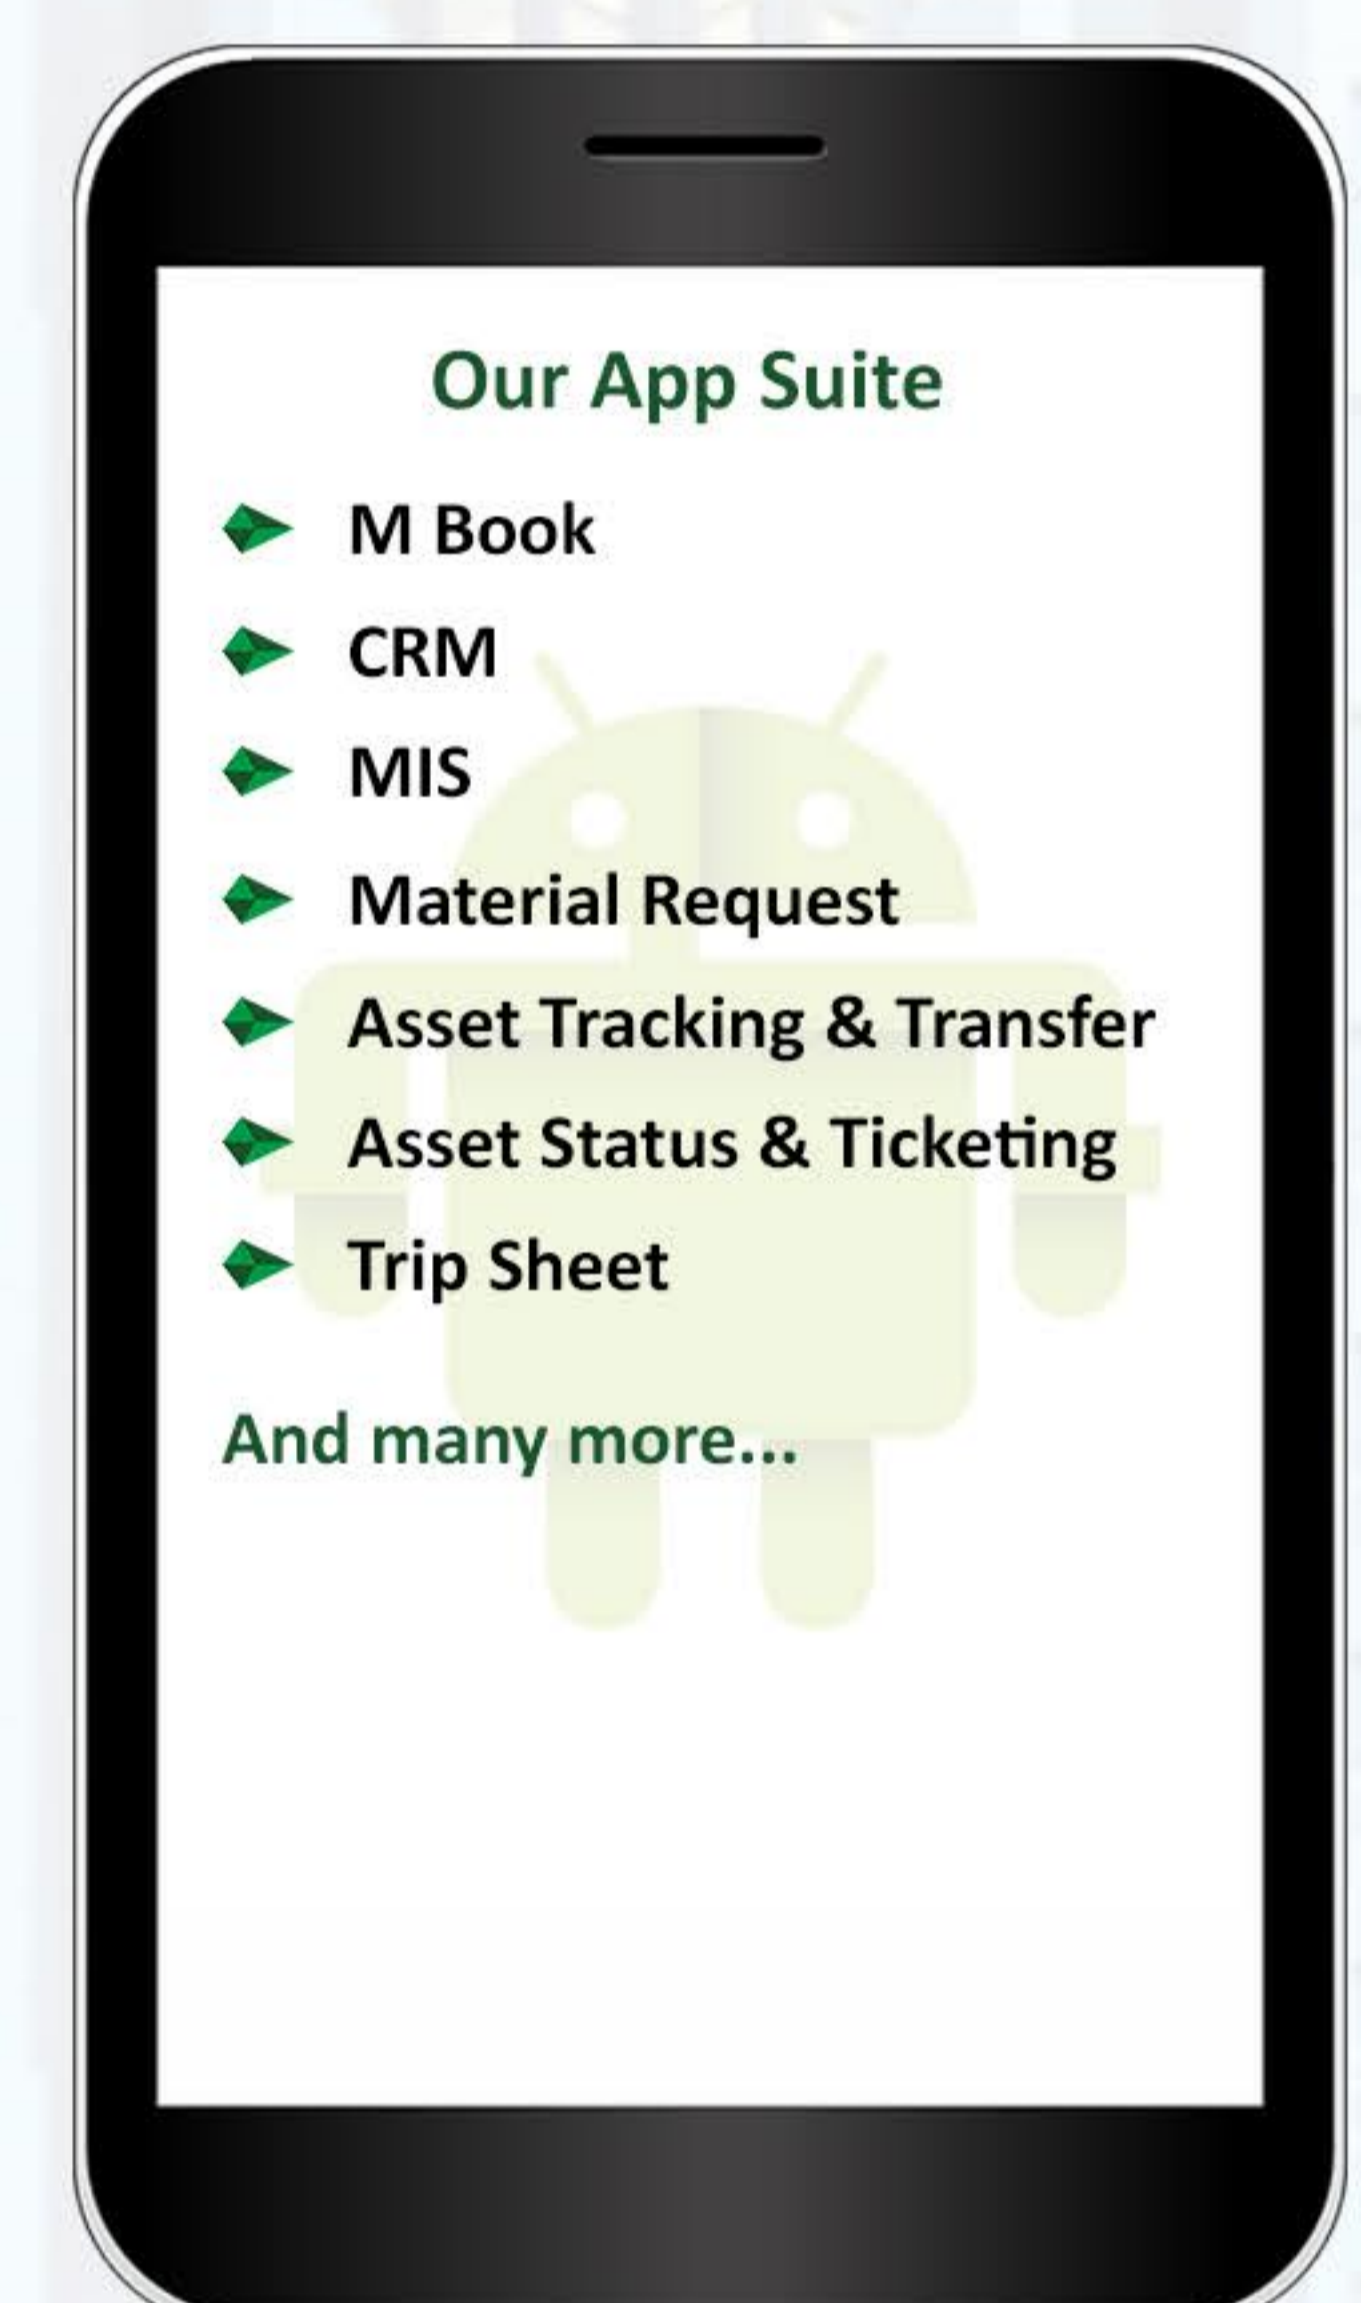 Our App Suite
M Book
CRM
MIS
Material Request
Asset Tracking & Transfer
Asset Status & Ticketing
Trip Sheet
And many more...